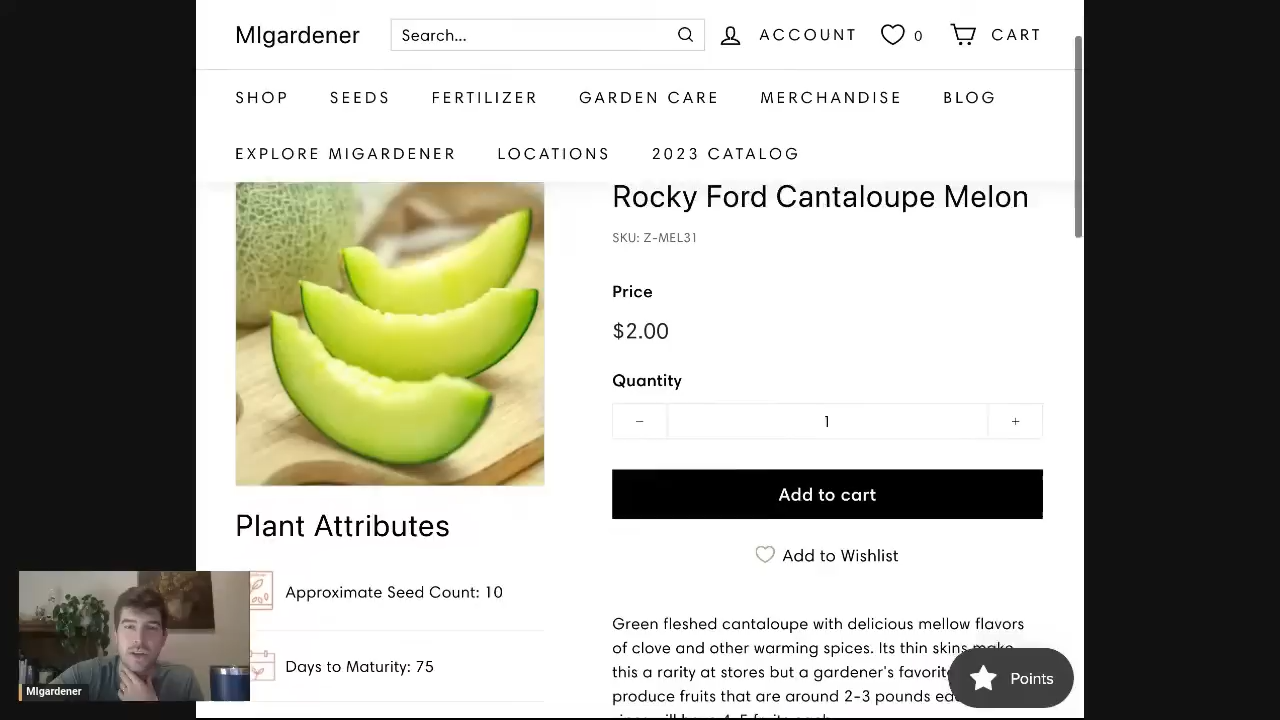 MIgardener
Search...
ACCOUNT
0
CART
SHOP SEEDS FERTILIZER GARDEN CARE MERCHANDISE BLOG
EXPLORE MIGARDENER LOCATIONS 2023 CATALOG
Rocky Ford Cantaloupe Melon
SKU: Z-MEL31
Price
$2.00
Quantity
− 1 +
Add to cart
Add to Wishlist
Plant Attributes
Approximate Seed Count: 10
Days to Maturity: 75
Green fleshed cantaloupe with delicious mellow flavors
of clove and other warming spices. Its thin skins make
this a rarity at stores but a gardener's favorite
produce fruits that are around 2-3 pounds
Points
MIgardener